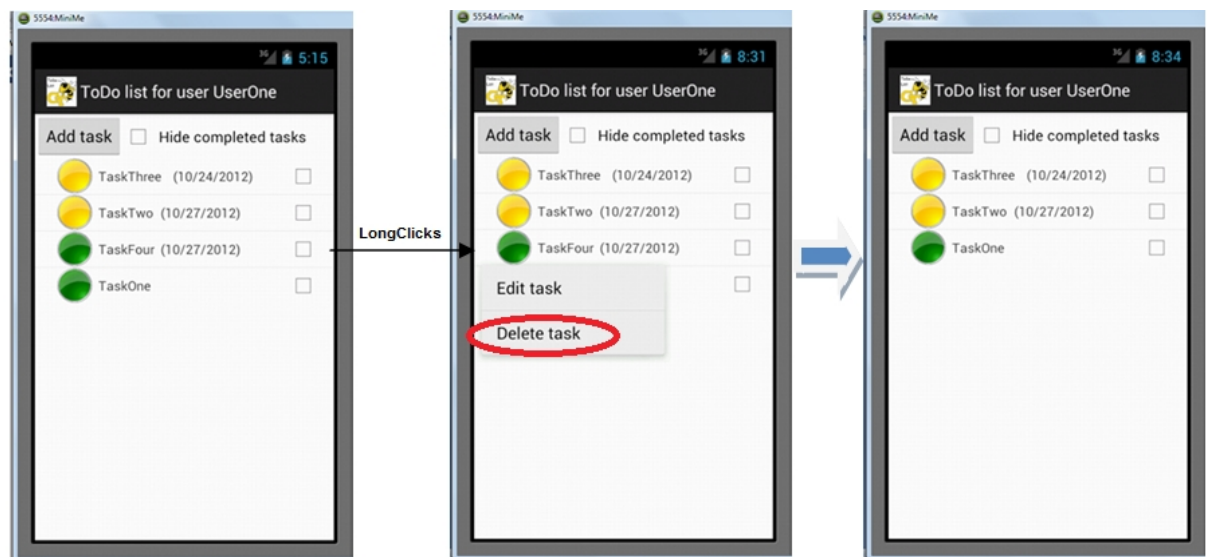 5554:MiniMe
3G 5:15
ToDo list for user UserOne
Add task Hide completed tasks
TaskThree (10/24/2012)
TaskTwo (10/27/2012)
TaskFour (10/27/2012)
TaskOne
LongClicks
5554:MiniMe
3G 8:31
ToDo list for user UserOne
Add task Hide completed tasks
TaskThree (10/24/2012)
TaskTwo (10/27/2012)
TaskFour (10/27/2012)
Edit task
Delete task
5554:MiniMe
3G 8:34
ToDo list for user UserOne
Add task Hide completed tasks
TaskThree (10/24/2012)
TaskTwo (10/27/2012)
TaskOne